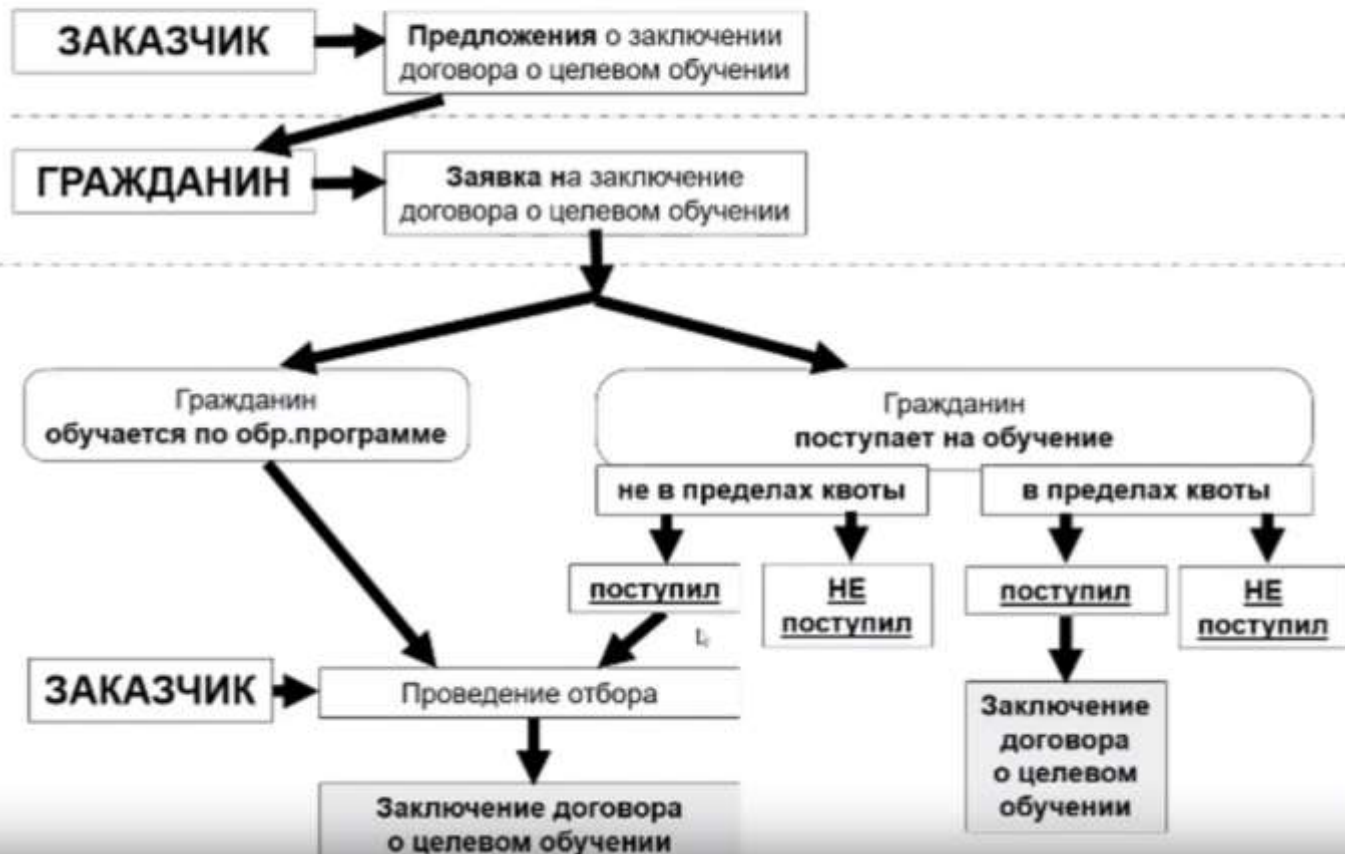 ЗАКАЗЧИК
Предложения о заключении
договора о целевом обучении
ГРАЖДАНИН
Заявка на заключение
договора о целевом обучении
Гражданин
обучается по обр.программе
Гражданин
поступает на обучение
не в пределах квоты
в пределах квоты
поступил
НЕ
поступил
поступил
НЕ
поступил
ЗАКАЗЧИК
Проведение отбора
Заключение договора
о целевом обучении
Заключение
договора
о целевом
обучении